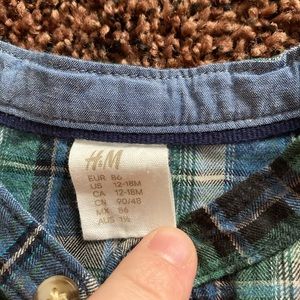 H&M
EUR 86
US 12-18M
CA 12-18M
CN 90/48
MX 86
AUS 1½